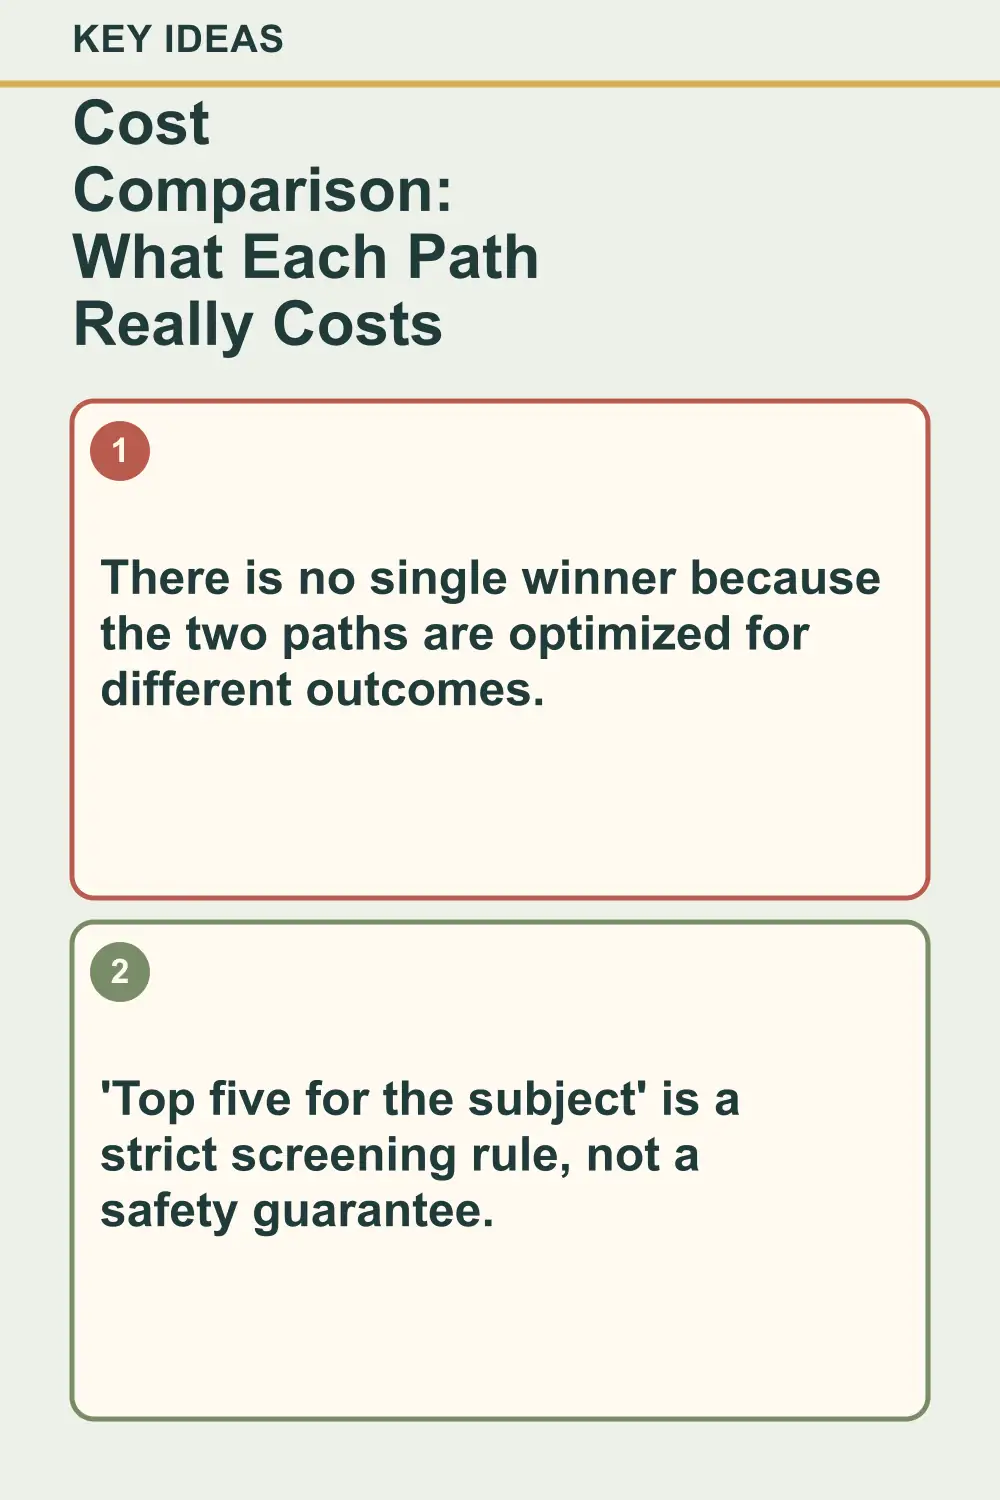 KEY IDEAS
Cost
Comparison:
What Each Path
Really Costs
1
There is no single winner because
the two paths are optimized for
different outcomes.
2
'Top five for the subject' is a
strict screening rule, not a
safety guarantee.